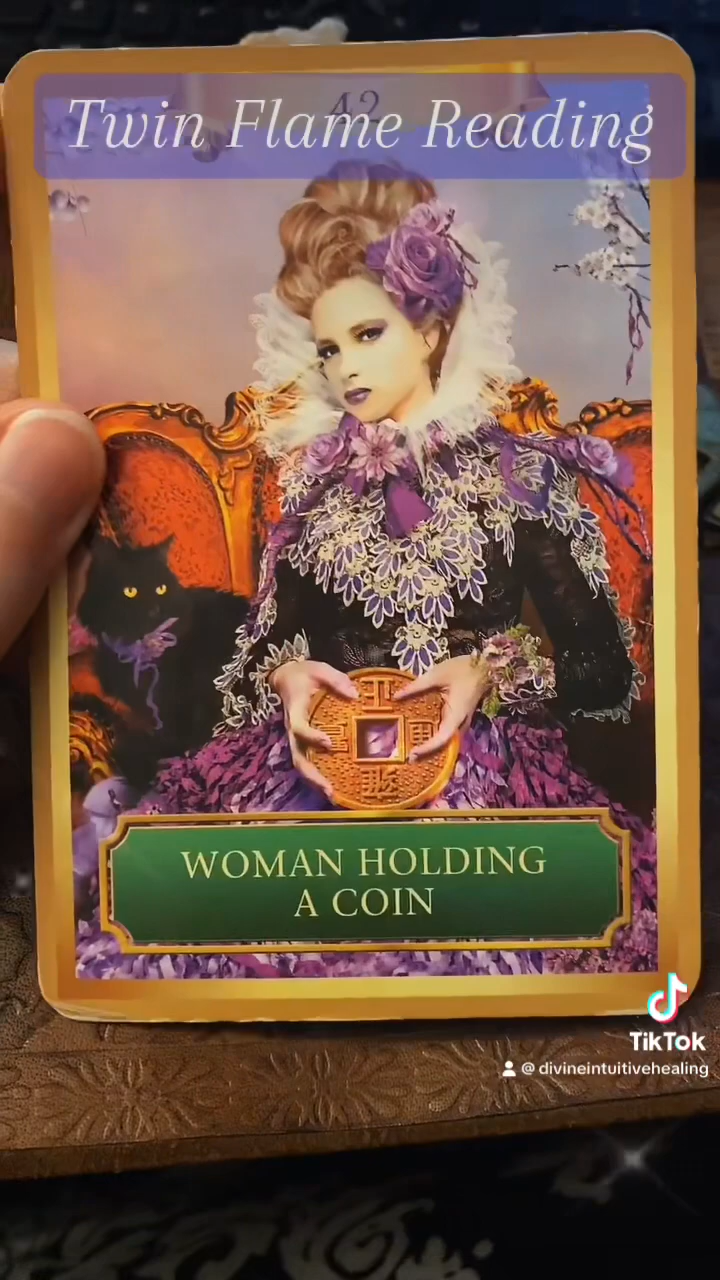 Twin Flame Reading
42
WOMAN HOLDING
A COIN
TikTok
@divineintuitivehealing